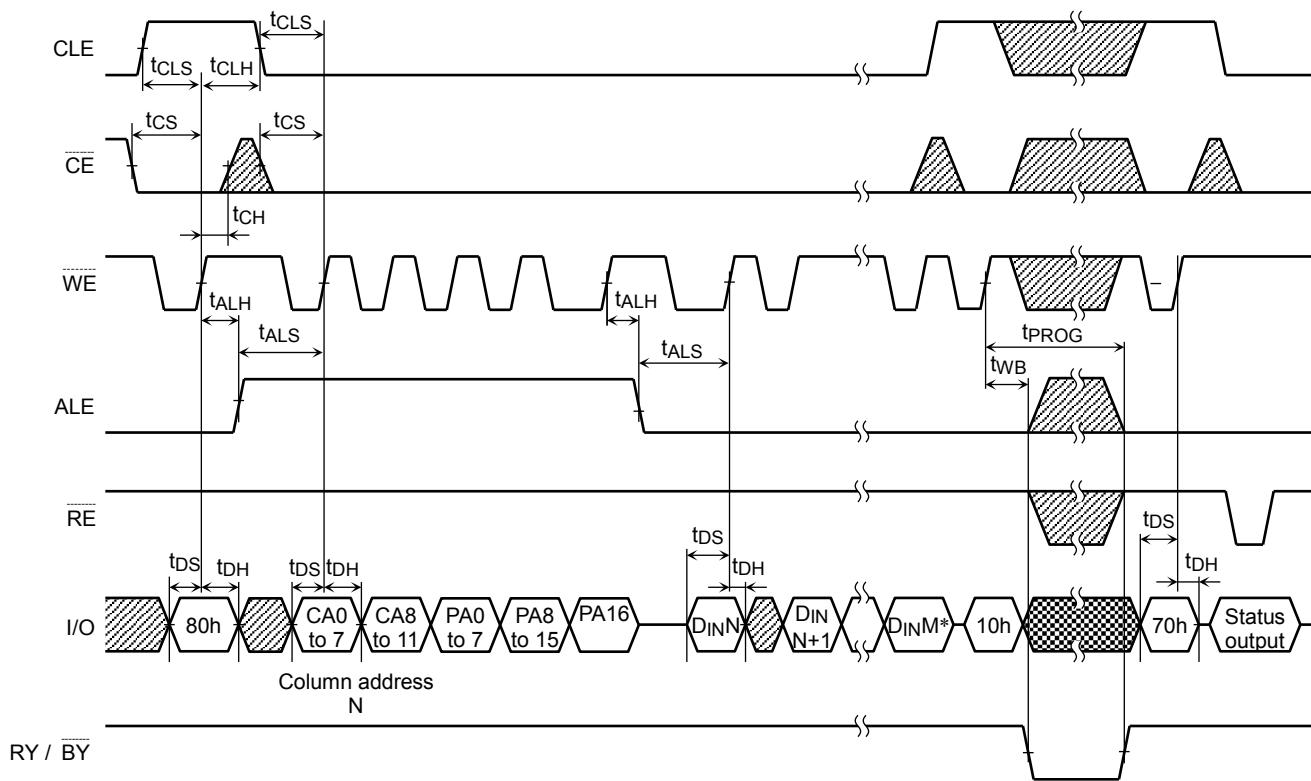 tCLS
CLE
tCLS tCLH
tCS tCS
CE
tCH
WE
tALH tALH
tALS tALS tPROG
tWB
ALE
RE
tDS tDH tDS tDH tDS tDH tDS tDH
I/O 80h CA0 to 7 CA8 to 11 PA0 to 7 PA8 to 15 PA16 DINN DIN N+1 DINM* 10h 70h Status output
Column address
N
RY / BY